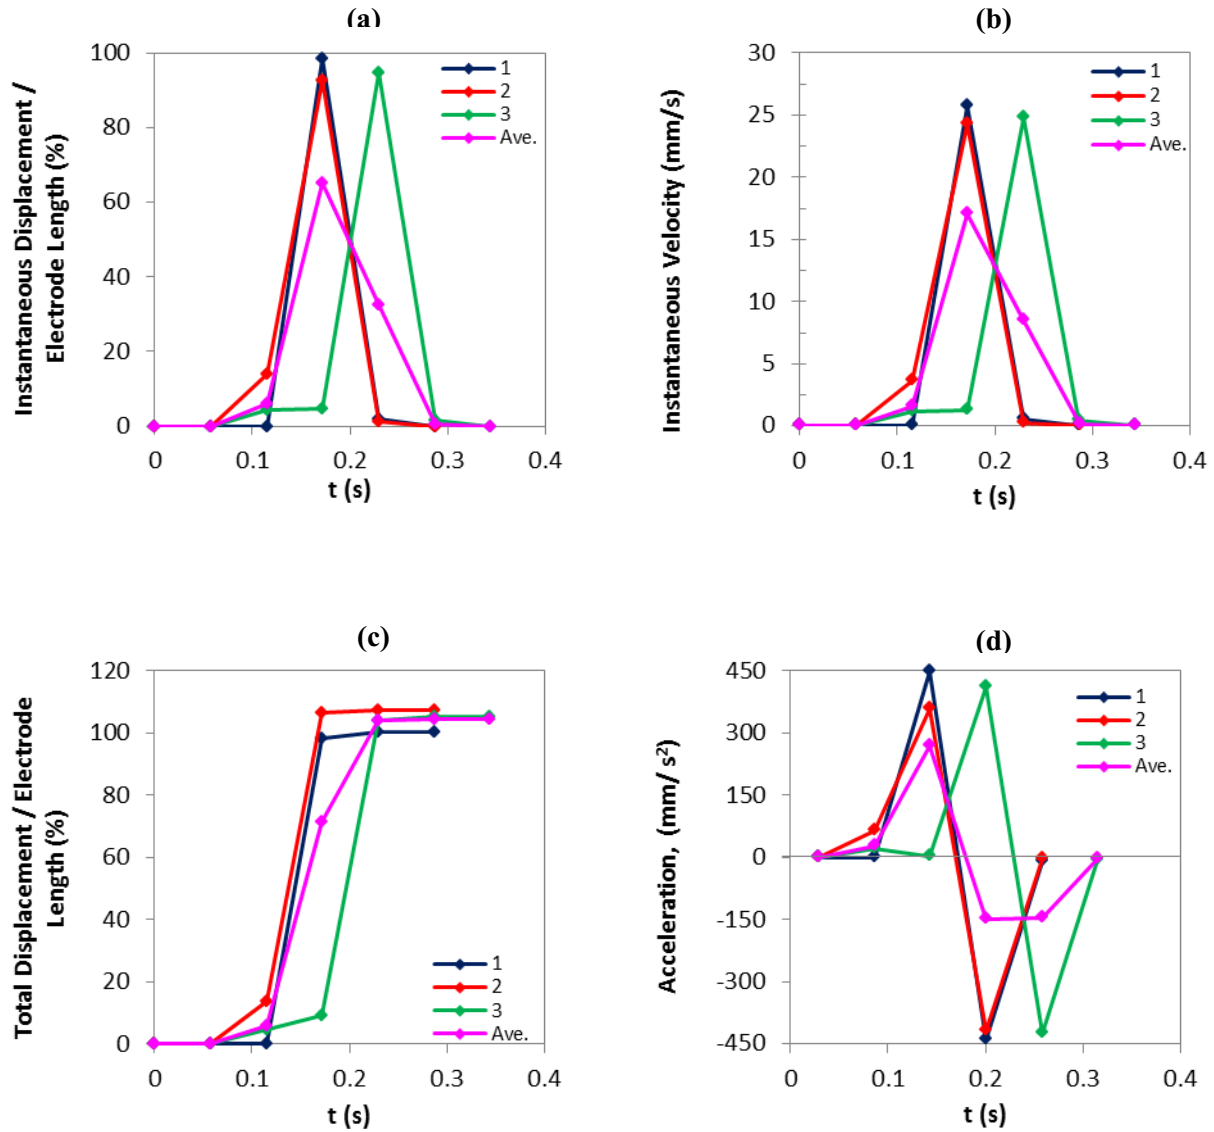 (a)
Instantaneous Displacement /
Electrode Length (%)
100
80
60
40
20
0
0 0.1 0.2 0.3 0.4
t (s)
1
2
3
Ave.
(b)
Instantaneous Velocity (mm/s)
30
25
20
15
10
5
0
0 0.1 0.2 0.3 0.4
t (s)
1
2
3
Ave.
(c)
Total Displacement / Electrode
Length (%)
120
100
80
60
40
20
0
0 0.1 0.2 0.3 0.4
t (s)
1
2
3
Ave.
(d)
Acceleration, (mm/ s²)
450
300
150
0
-150
-300
-450
0 0.1 0.2 0.3 0.4
t (s)
1
2
3
Ave.